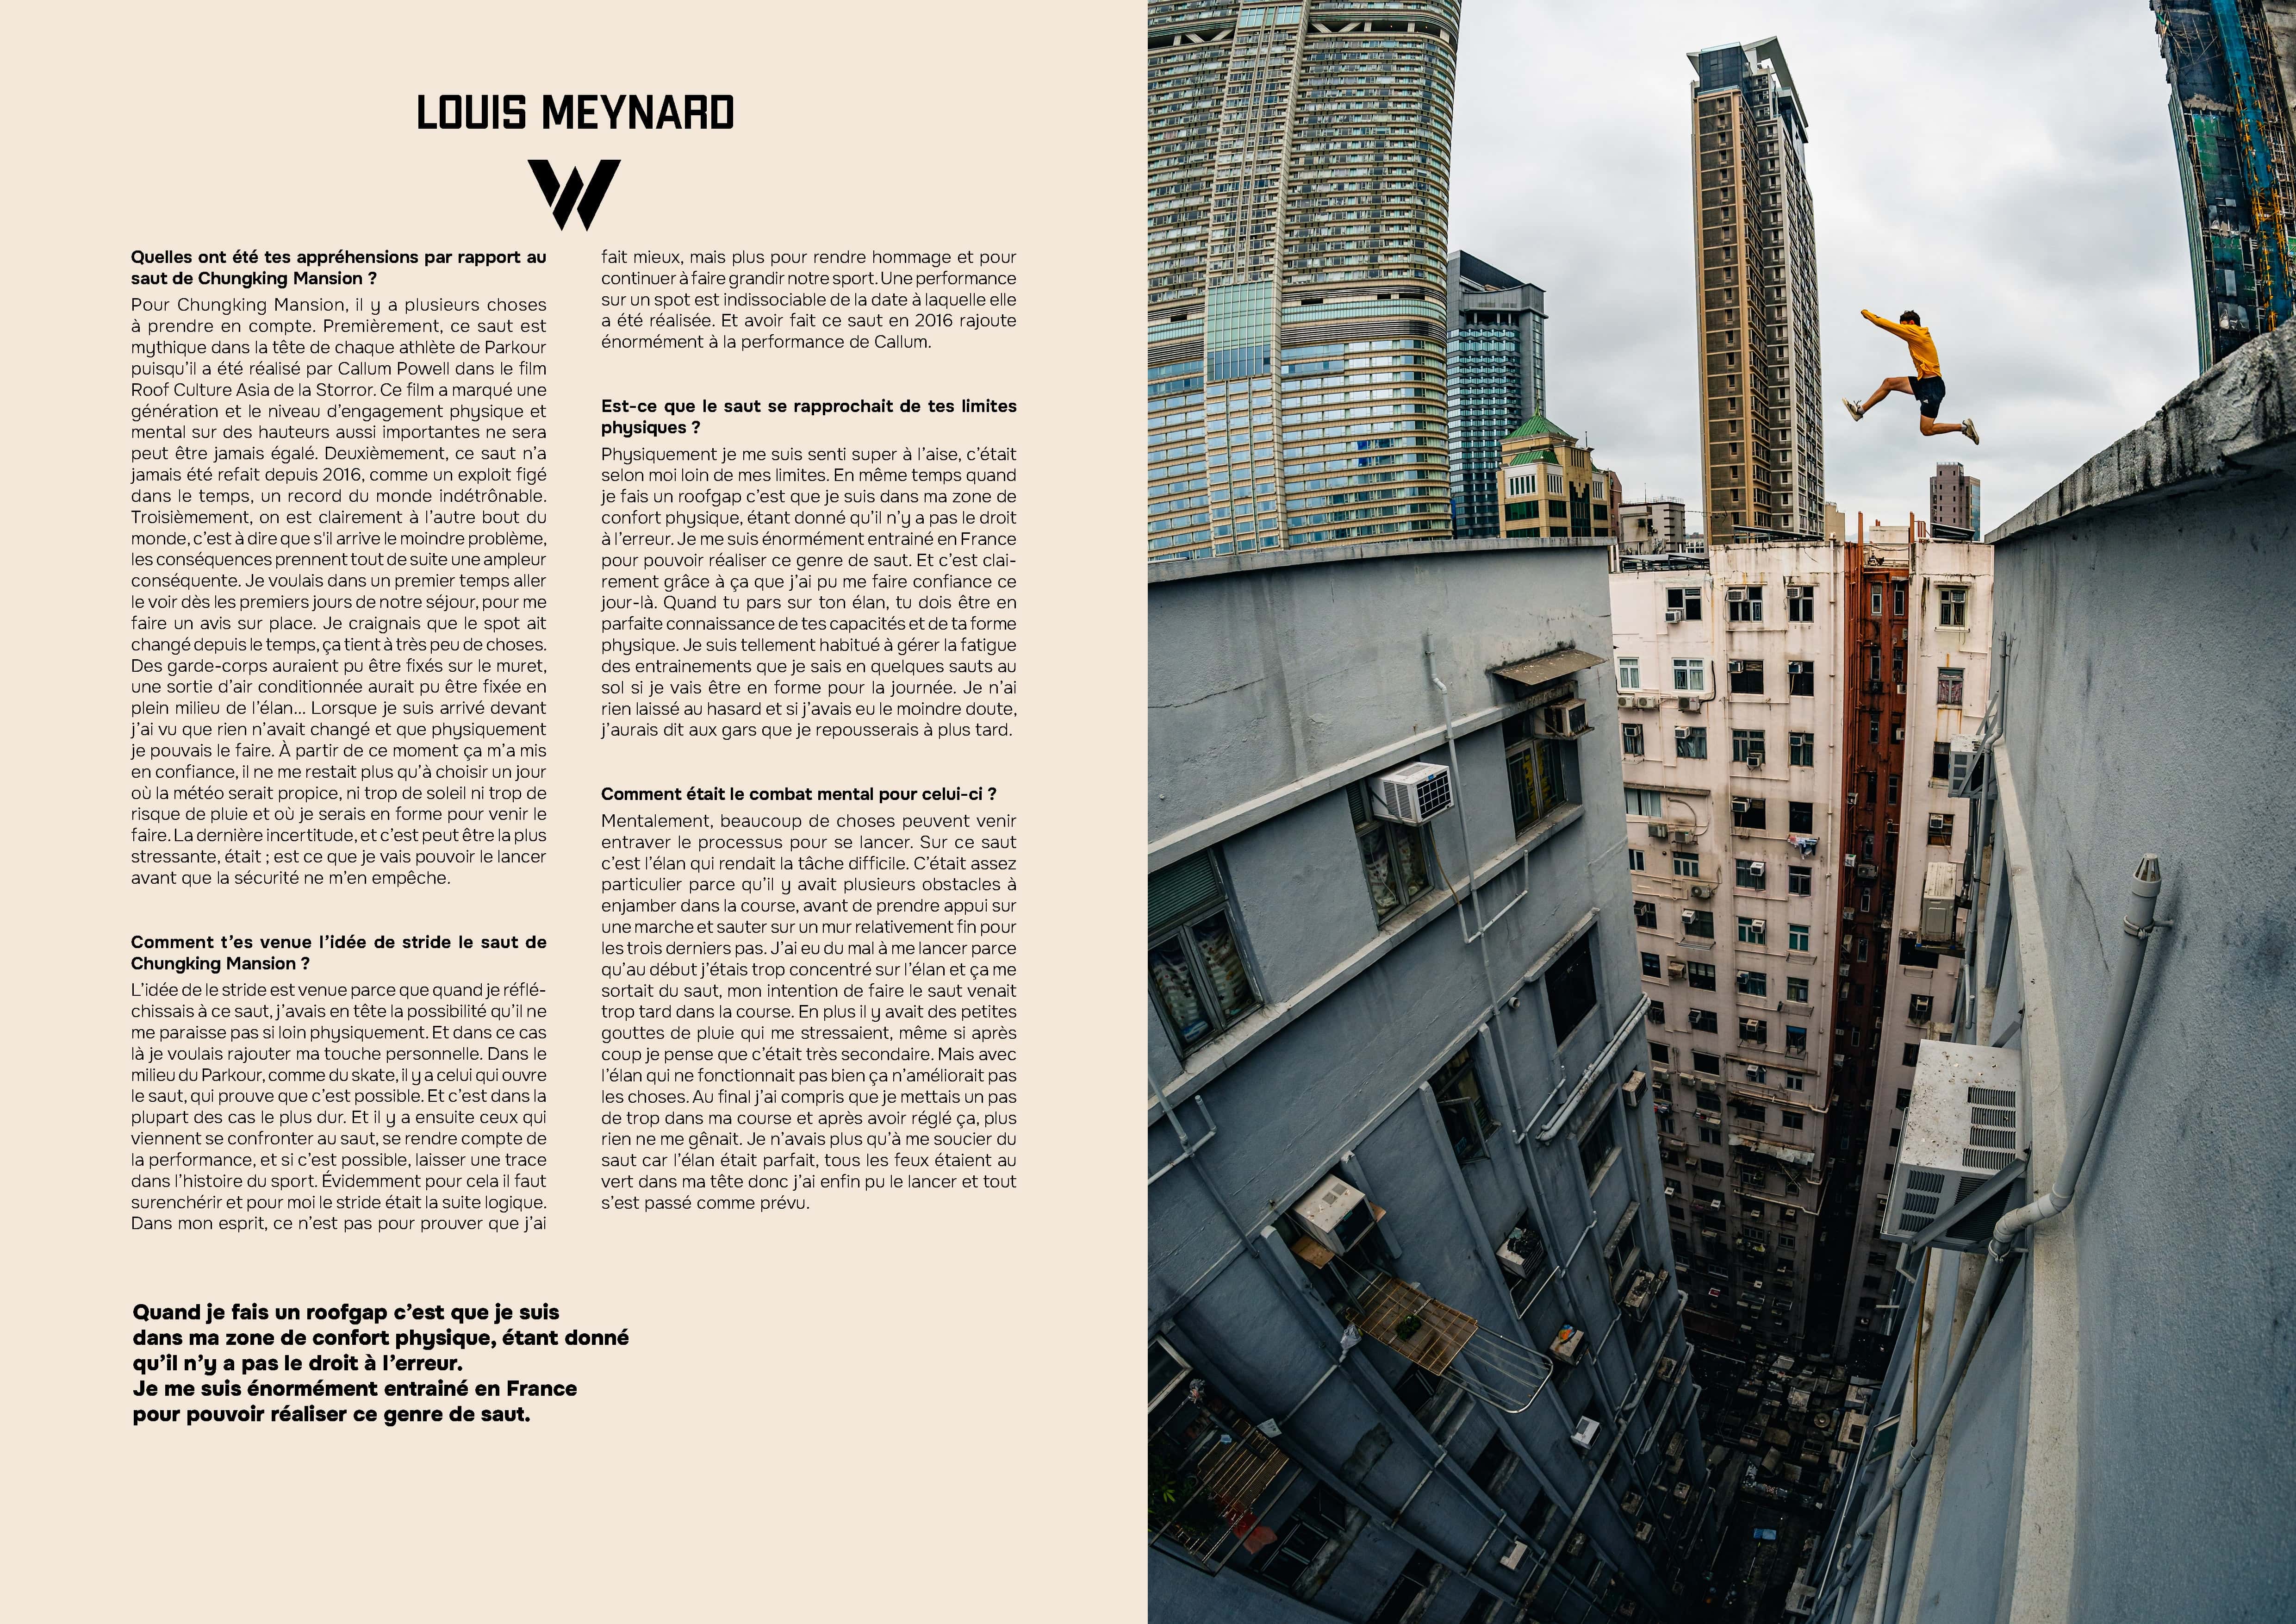 LOUIS MEYNARD
Quelles ont été tes appréhensions par rapport au
saut de Chungking Mansion ?
Pour Chungking Mansion, il y a plusieurs choses
à prendre en compte. Premièrement, ce saut est
mythique dans la tête de chaque athlète de Parkour
puisqu'il a été réalisé par Callum Powell dans le film
Roof Culture Asia de la Storror. Ce film a marqué une
génération et le niveau d'engagement physique et
mental sur des hauteurs aussi importantes ne sera
peut être jamais égalé. Deuxièmement, ce saut n'a
jamais été refait depuis 2016, comme un exploit figé
dans le temps, un record du monde indétrônable.
Troisièmement, on est clairement à l'autre bout du
monde, c'est à dire que s'il arrive le moindre problème,
les conséquences prennent tout de suite une ampleur
conséquente. Je voulais dans un premier temps aller
le voir dès les premiers jours de notre séjour, pour me
faire un avis sur place. Je craignais que le spot ait
changé depuis le temps, ça tient à très peu de choses.
Des garde-corps auraient pu être fixés sur le muret,
une sortie d'air conditionnée aurait pu être fixée en
plein milieu de l'élan... Lorsque je suis arrivé devant
j'ai vu que rien n'avait changé et que physiquement
je pouvais le faire. À partir de ce moment ça m'a mis
en confiance, il ne me restait plus qu'à choisir un jour
où la météo serait propice, ni trop de soleil ni trop de
risque de pluie et où je serais en forme pour venir le
faire. La dernière incertitude, et c'est peut être la plus
stressante, était ; est ce que je vais pouvoir le lancer
avant que la sécurité ne m'en empêche.
Comment t'es venue l'idée de stride le saut de
Chungking Mansion ?
L'idée de le stride est venue parce que quand je réflé-
chissais à ce saut, j'avais en tête la possibilité qu'il ne
me paraisse pas si loin physiquement. Et dans ce cas
là je voulais rajouter ma touche personnelle. Dans le
milieu du Parkour, comme du skate, il y a celui qui ouvre
le saut, qui prouve que c'est possible. Et c'est dans la
plupart des cas le plus dur. Et il y a ensuite ceux qui
viennent se confronter au saut, se rendre compte de
la performance, et si c'est possible, laisser une trace
dans l'histoire du sport. Évidemment pour cela il faut
surenchérir et pour moi le stride était la suite logique.
Dans mon esprit, ce n'est pas pour prouver que j'ai
fait mieux, mais plus pour rendre hommage et pour
continuer à faire grandir notre sport. Une performance
sur un spot est indissociable de la date à laquelle elle
a été réalisée. Et avoir fait ce saut en 2016 rajoute
énormément à la performance de Callum.
Est-ce que le saut se rapprochait de tes limites
physiques ?
Physiquement je me suis senti super à l'aise, c'était
selon moi loin de mes limites. En même temps quand
je fais un roofgap c'est que je suis dans ma zone de
confort physique, étant donné qu'il n'y a pas le droit
à l'erreur. Je me suis énormément entrainé en France
pour pouvoir réaliser ce genre de saut. Et c'est clai-
rement grâce à ça que j'ai pu me faire confiance ce
jour-là. Quand tu pars sur ton élan, tu dois être en
parfaite connaissance de tes capacités et de ta forme
physique. Je suis tellement habitué à gérer la fatigue
des entrainements que je sais en quelques sauts au
sol si je vais être en forme pour la journée. Je n'ai
rien laissé au hasard et si j'avais eu le moindre doute,
j'aurais dit aux gars que je repousserais à plus tard.
Comment était le combat mental pour celui-ci ?
Mentalement, beaucoup de choses peuvent venir
entraver le processus pour se lancer. Sur ce saut
c'est l'élan qui rendait la tâche difficile. C'était assez
particulier parce qu'il y avait plusieurs obstacles à
enjamber dans la course, avant de prendre appui sur
une marche et sauter sur un mur relativement fin pour
les trois derniers pas. J'ai eu du mal à me lancer parce
qu'au début j'étais trop concentré sur l'élan et ça me
sortait du saut, mon intention de faire le saut venait
trop tard dans la course. En plus il y avait des petites
gouttes de pluie qui me stressaient, même si après
coup je pense que c'était très secondaire. Mais avec
l'élan qui ne fonctionnait pas bien ça n'améliorait pas
les choses. Au final j'ai compris que je mettais un pas
de trop dans ma course et après avoir réglé ça, plus
rien ne me gênait. Je n'avais plus qu'à me soucier du
saut car l'élan était parfait, tous les feux étaient au
vert dans ma tête donc j'ai enfin pu le lancer et tout
s'est passé comme prévu.
Quand je fais un roofgap c'est que je suis
dans ma zone de confort physique, étant donné
qu'il n'y a pas le droit à l'erreur.
Je me suis énormément entrainé en France
pour pouvoir réaliser ce genre de saut.